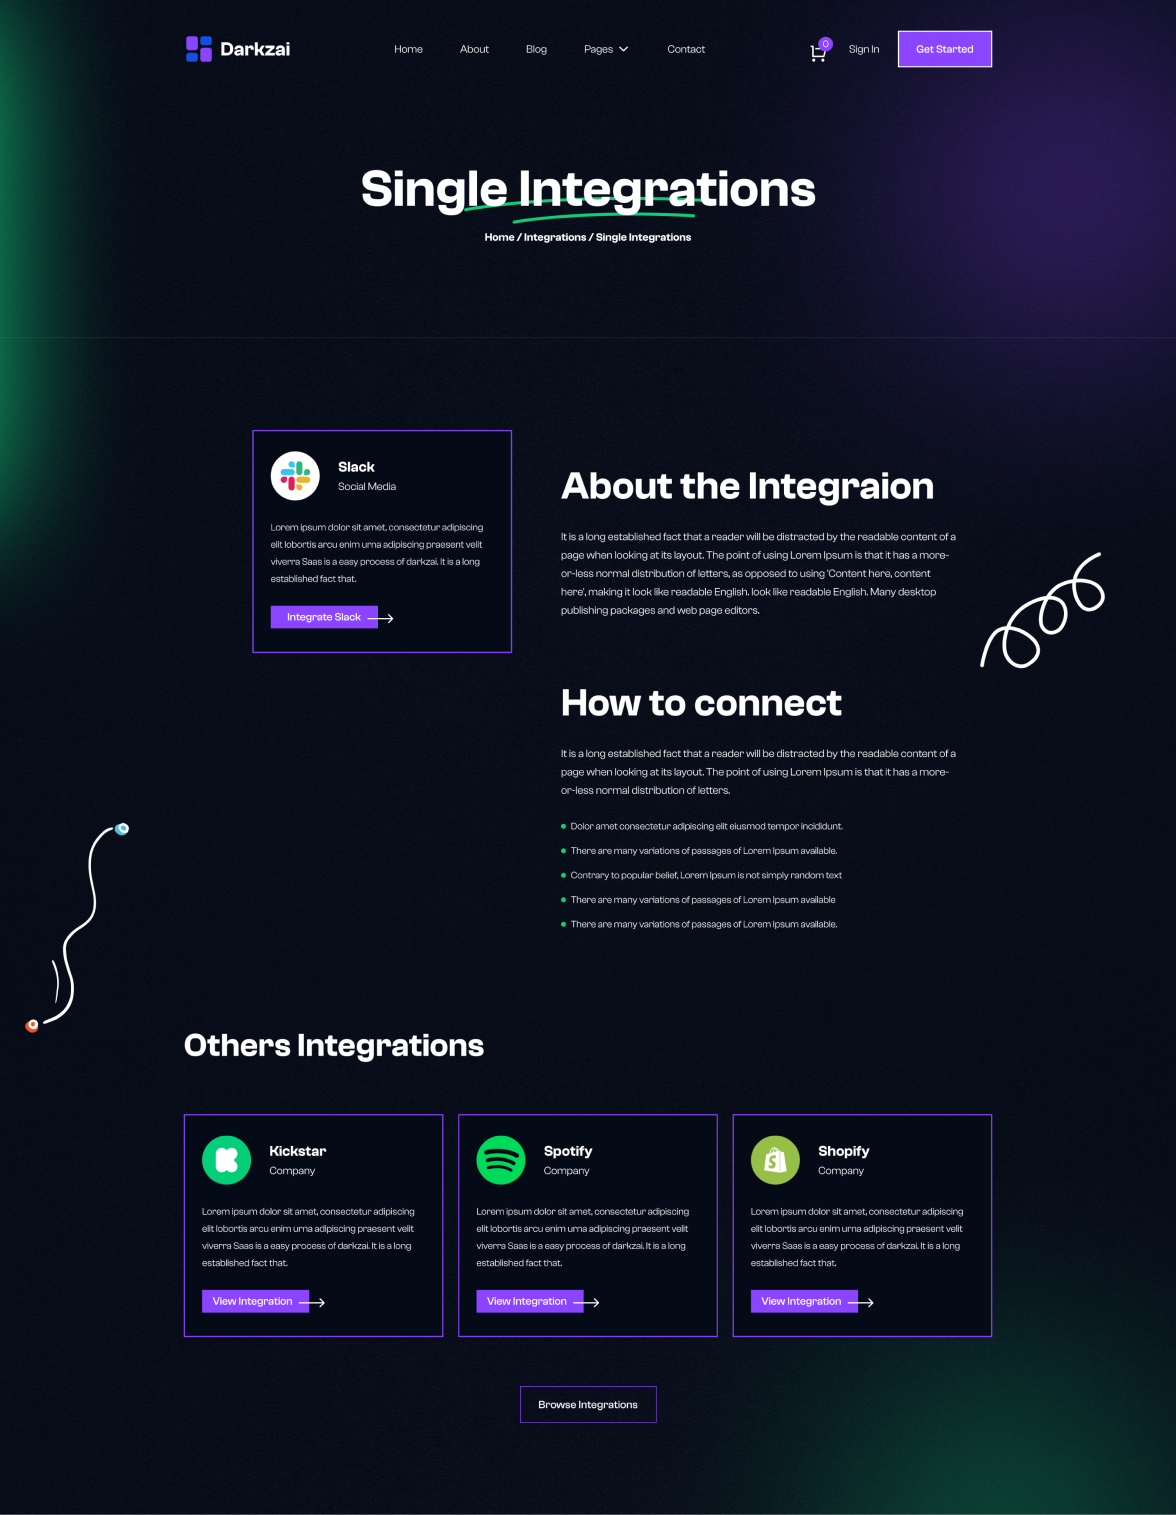 Darkzai
Home
About
Blog
Pages
Contact
0
Sign In
Get Started
Single Integrations
Home / Integrations / Single Integrations
Slack
Social Media
Lorem ipsum dolor sit amet, consectetur adipiscing
elit lobortis arcu enim urna adipiscing praesent velit
viverra Saas is a easy process of darkzai. It is a long
established fact that.
Integrate Slack
About the Integraion
It is a long established fact that a reader will be distracted by the readable content of a
page when looking at its layout. The point of using Lorem Ipsum is that it has a more-
or-less normal distribution of letters, as opposed to using 'Content here, content
here', making it look like readable English. look like readable English. Many desktop
publishing packages and web page editors.
How to connect
It is a long established fact that a reader will be distracted by the readable content of a
page when looking at its layout. The point of using Lorem Ipsum is that it has a more-
or-less normal distribution of letters.
Dolor amet consectetur adipiscing elit eiusmod tempor incididunt.
There are many variations of passages of Lorem Ipsum available.
Contrary to popular belief, Lorem Ipsum is not simply random text
There are many variations of passages of Lorem Ipsum available
There are many variations of passages of Lorem Ipsum available.
Others Integrations
Kickstar
Company
Lorem ipsum dolor sit amet, consectetur adipiscing
elit lobortis arcu enim urna adipiscing praesent velit
viverra Saas is a easy process of darkzai. It is a long
established fact that.
View Integration
Spotify
Company
Lorem ipsum dolor sit amet, consectetur adipiscing
elit lobortis arcu enim urna adipiscing praesent velit
viverra Saas is a easy process of darkzai. It is a long
established fact that.
View Integration
Shopify
Company
Lorem ipsum dolor sit amet, consectetur adipiscing
elit lobortis arcu enim urna adipiscing praesent velit
viverra Saas is a easy process of darkzai. It is a long
established fact that.
View Integration
Browse Integrations